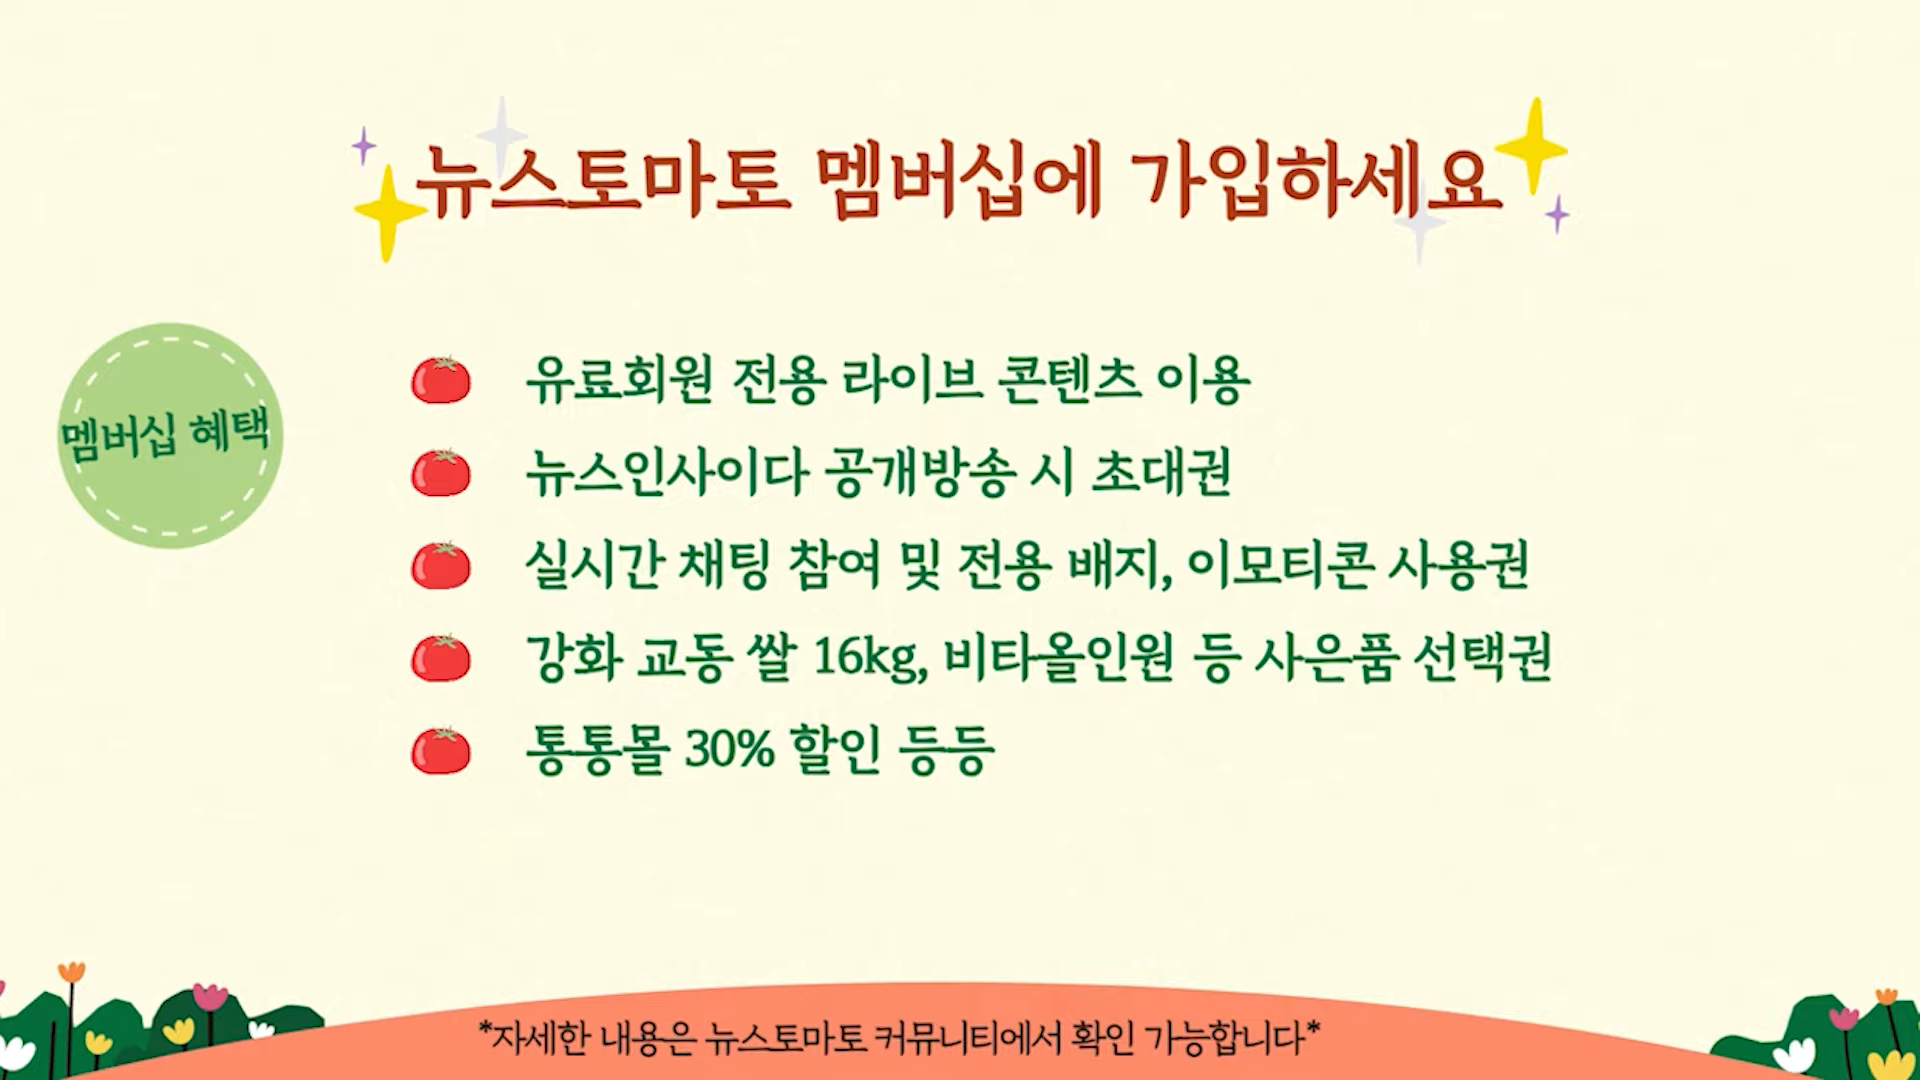 뉴스토마토 멤버십에 가입하세요
멤버십 혜택
유료회원 전용 라이브 콘텐츠 이용
뉴스인사이다 공개방송 시 초대권
실시간 채팅 참여 및 전용 배지, 이모티콘 사용권
강화 교동 쌀 16kg, 비타올인원 등 사은품 선택권
통통몰 30% 할인 등등
*자세한 내용은 뉴스토마토 커뮤니티에서 확인 가능합니다*